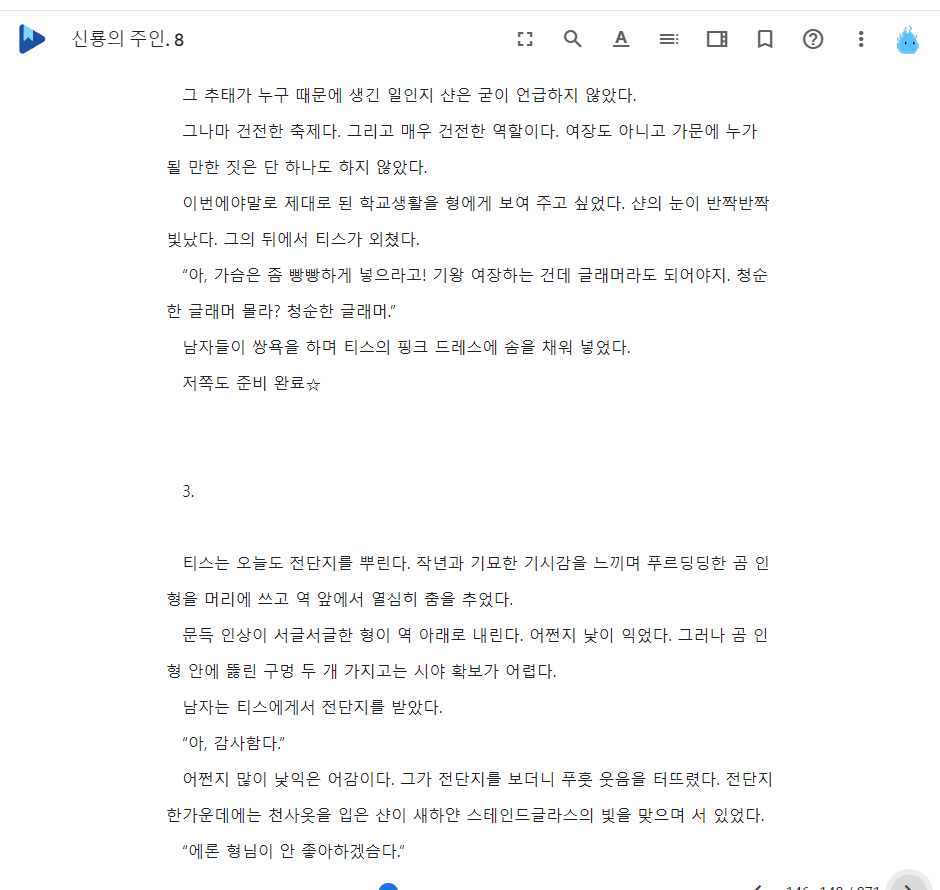 신룡의 주인. 8
그 추태가 누구 때문에 생긴 일인지 샨은 굳이 언급하지 않았다.
그나마 건전한 축제다. 그리고 매우 건전한 역할이다. 여장도 아니고 가문에 누가
될 만한 짓은 단 하나도 하지 않았다.
이번에야말로 제대로 된 학교생활을 형에게 보여 주고 싶었다. 샨의 눈이 반짝반짝
빛났다. 그의 뒤에서 티스가 외쳤다.
“아, 가슴은 좀 빵빵하게 넣으라고! 기왕 여장하는 건데 글래머라도 되어야지. 청순
한 글래머 몰라? 청순한 글래머.”
남자들이 쌍욕을 하며 티스의 핑크 드레스에 솜을 채워 넣었다.
저쪽도 준비 완료☆
3.
티스는 오늘도 전단지를 뿌린다. 작년과 기묘한 기시감을 느끼며 푸르딩딩한 곰 인
형을 머리에 쓰고 역 앞에서 열심히 춤을 추었다.
문득 인상이 서글서글한 형이 역 아래로 내린다. 어쩐지 낯이 익었다. 그러나 곰 인
형 안에 뚫린 구멍 두 개 가지고는 시야 확보가 어렵다.
남자는 티스에게서 전단지를 받았다.
“아, 감사함다.”
어쩐지 많이 낯익은 어감이다. 그가 전단지를 보더니 푸훗 웃음을 터뜨렸다. 전단지
한가운데에는 천사옷을 입은 샨이 새하얀 스테인드글라스의 빛을 맞으며 서 있었다.
“에론 형님이 안 좋아하겠슴다.”